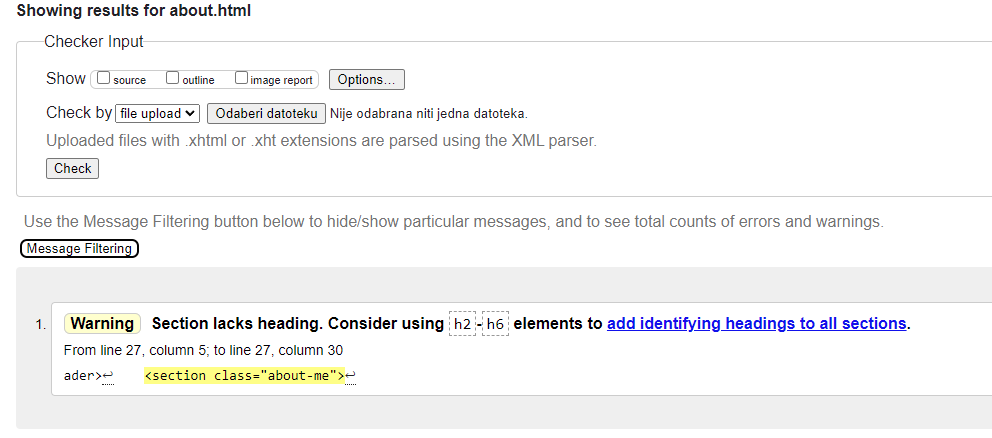 Showing results for about.html
Checker Input
Show source outline image report Options...
Check by file upload Odaberi datoteku Nije odabrana niti jedna datoteka.
Uploaded files with .xhtml or .xht extensions are parsed using the XML parser.
Check
Use the Message Filtering button below to hide/show particular messages, and to see total counts of errors and warnings.
Message Filtering
1. Warning Section lacks heading. Consider using h2-h6 elements to add identifying headings to all sections.
From line 27, column 5; to line 27, column 30
ader>↩ <section class="about-me">↩